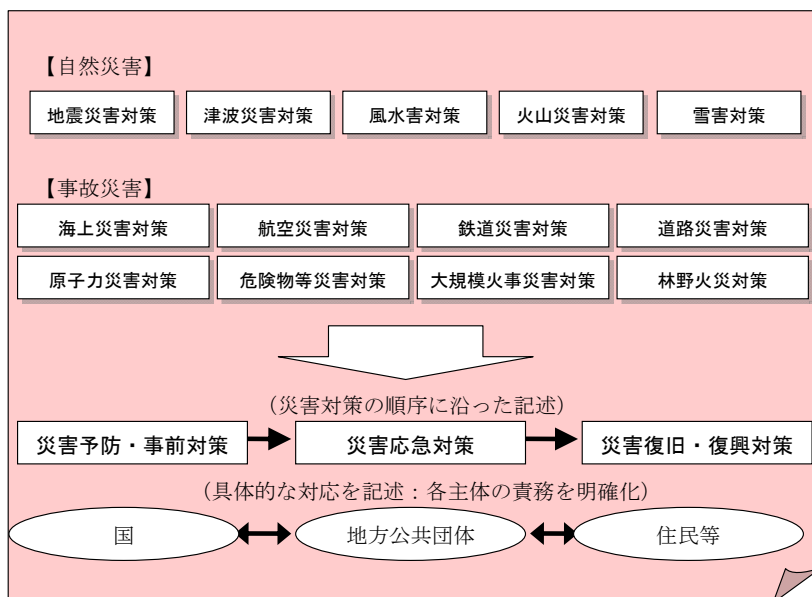 【自然災害】
地震災害対策 津波災害対策 風水害対策 火山災害対策 雪害対策
【事故災害】
海上災害対策 航空災害対策 鉄道災害対策 道路災害対策
原子力災害対策 危険物等災害対策 大規模火事災害対策 林野火災対策
（災害対策の順序に沿った記述）
災害予防・事前対策 災害応急対策 災害復旧・復興対策
（具体的な対応を記述：各主体の責務を明確化）
国 地方公共団体 住民等